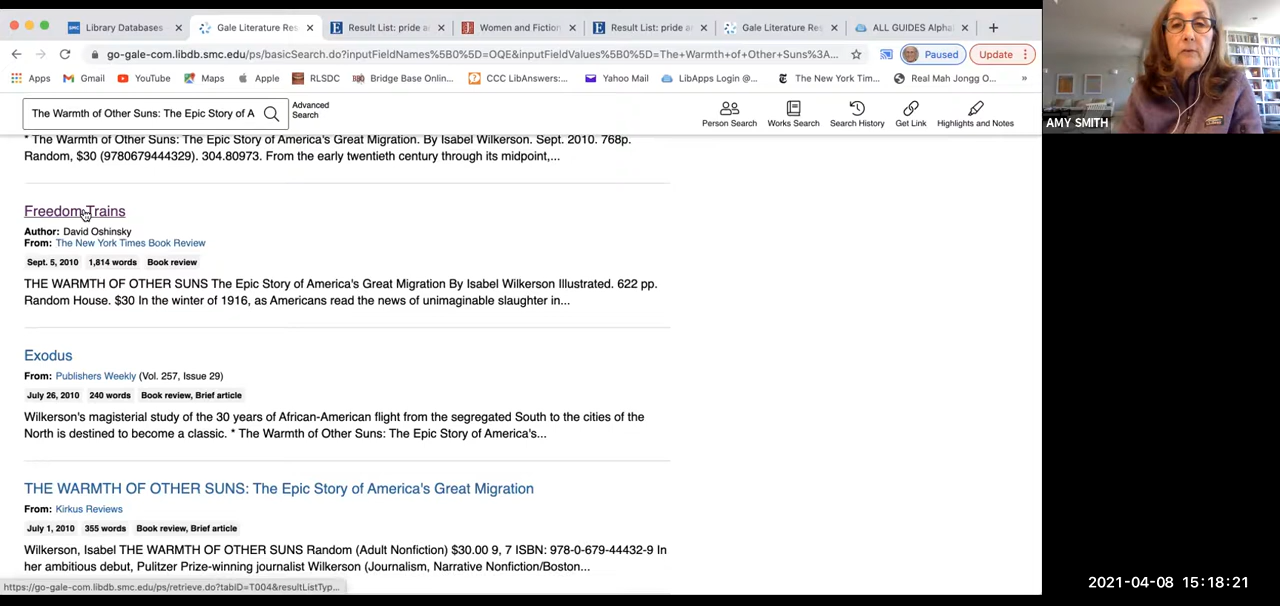 Library Databases
Gale Literature Res
Result List: pride ar
Women and Fiction
Result List: pride ar
Gale Literature Res
ALL GUIDES Alphab
go-gale-com.libdb.smc.edu/ps/basicSearch.do?inputFieldNames%5B0%5D=OQE&inputFieldValues%5B0%5D=The+Warmth+of+Other+Suns%3A...
Paused
Update
Apps
Gmail
YouTube
Maps
Apple
RLSDC
Bridge Base Onlin...
CCC LibAnswers:...
Yahoo Mail
LibApps Login @...
The New York Tim...
Real Mah Jongg O...
»
The Warmth of Other Suns: The Epic Story of A
Advanced
Search
Person Search
Works Search
Search History
Get Link
Highlights and Notes
* The Warmth of Other Suns: The Epic Story of America's Great Migration. By Isabel Wilkerson. Sept. 2010. 768p.
Random, $30 (9780679444329). 304.80973. From the early twentieth century through its midpoint,...
Freedom Trains
Author: David Oshinsky
From: The New York Times Book Review
Sept. 5, 2010 1,814 words Book review
THE WARMTH OF OTHER SUNS The Epic Story of America's Great Migration By Isabel Wilkerson Illustrated. 622 pp.
Random House. $30 In the winter of 1916, as Americans read the news of unimaginable slaughter in...
Exodus
From: Publishers Weekly (Vol. 257, Issue 29)
July 26, 2010 240 words Book review, Brief article
Wilkerson's magisterial study of the 30 years of African-American flight from the segregated South to the cities of the
North is destined to become a classic. * The Warmth of Other Suns: The Epic Story of America's...
THE WARMTH OF OTHER SUNS: The Epic Story of America's Great Migration
From: Kirkus Reviews
July 1, 2010 355 words Book review, Brief article
Wilkerson, Isabel THE WARMTH OF OTHER SUNS Random (Adult Nonfiction) $30.00 9, 7 ISBN: 978-0-679-44432-9 In
her ambitious debut, Pulitzer Prize-winning journalist Wilkerson (Journalism, Narrative Nonfiction/Boston...
https://go-gale-com.libdb.smc.edu/ps/retrieve.do?tabID=T004&resultListTyp...
AMY SMITH
2021-04-08 15:18:21